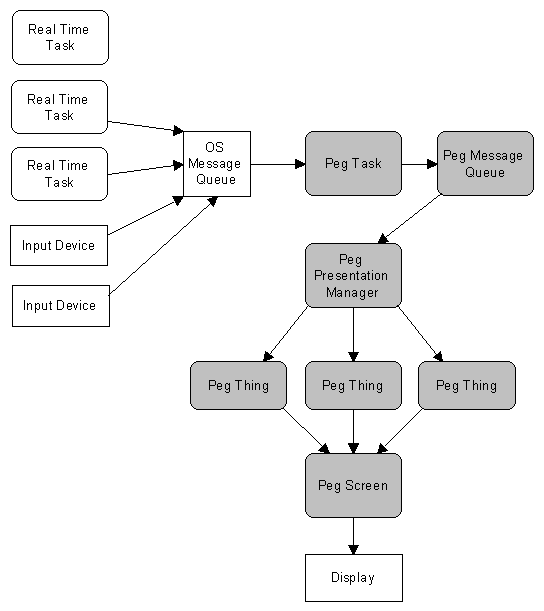 Real Time
Task
Real Time
Task
Real Time
Task
Input Device
Input Device
OS
Message
Queue
Peg Task
Peg Message
Queue
Peg
Presentation
Manager
Peg Thing
Peg Thing
Peg Thing
Peg Screen
Display